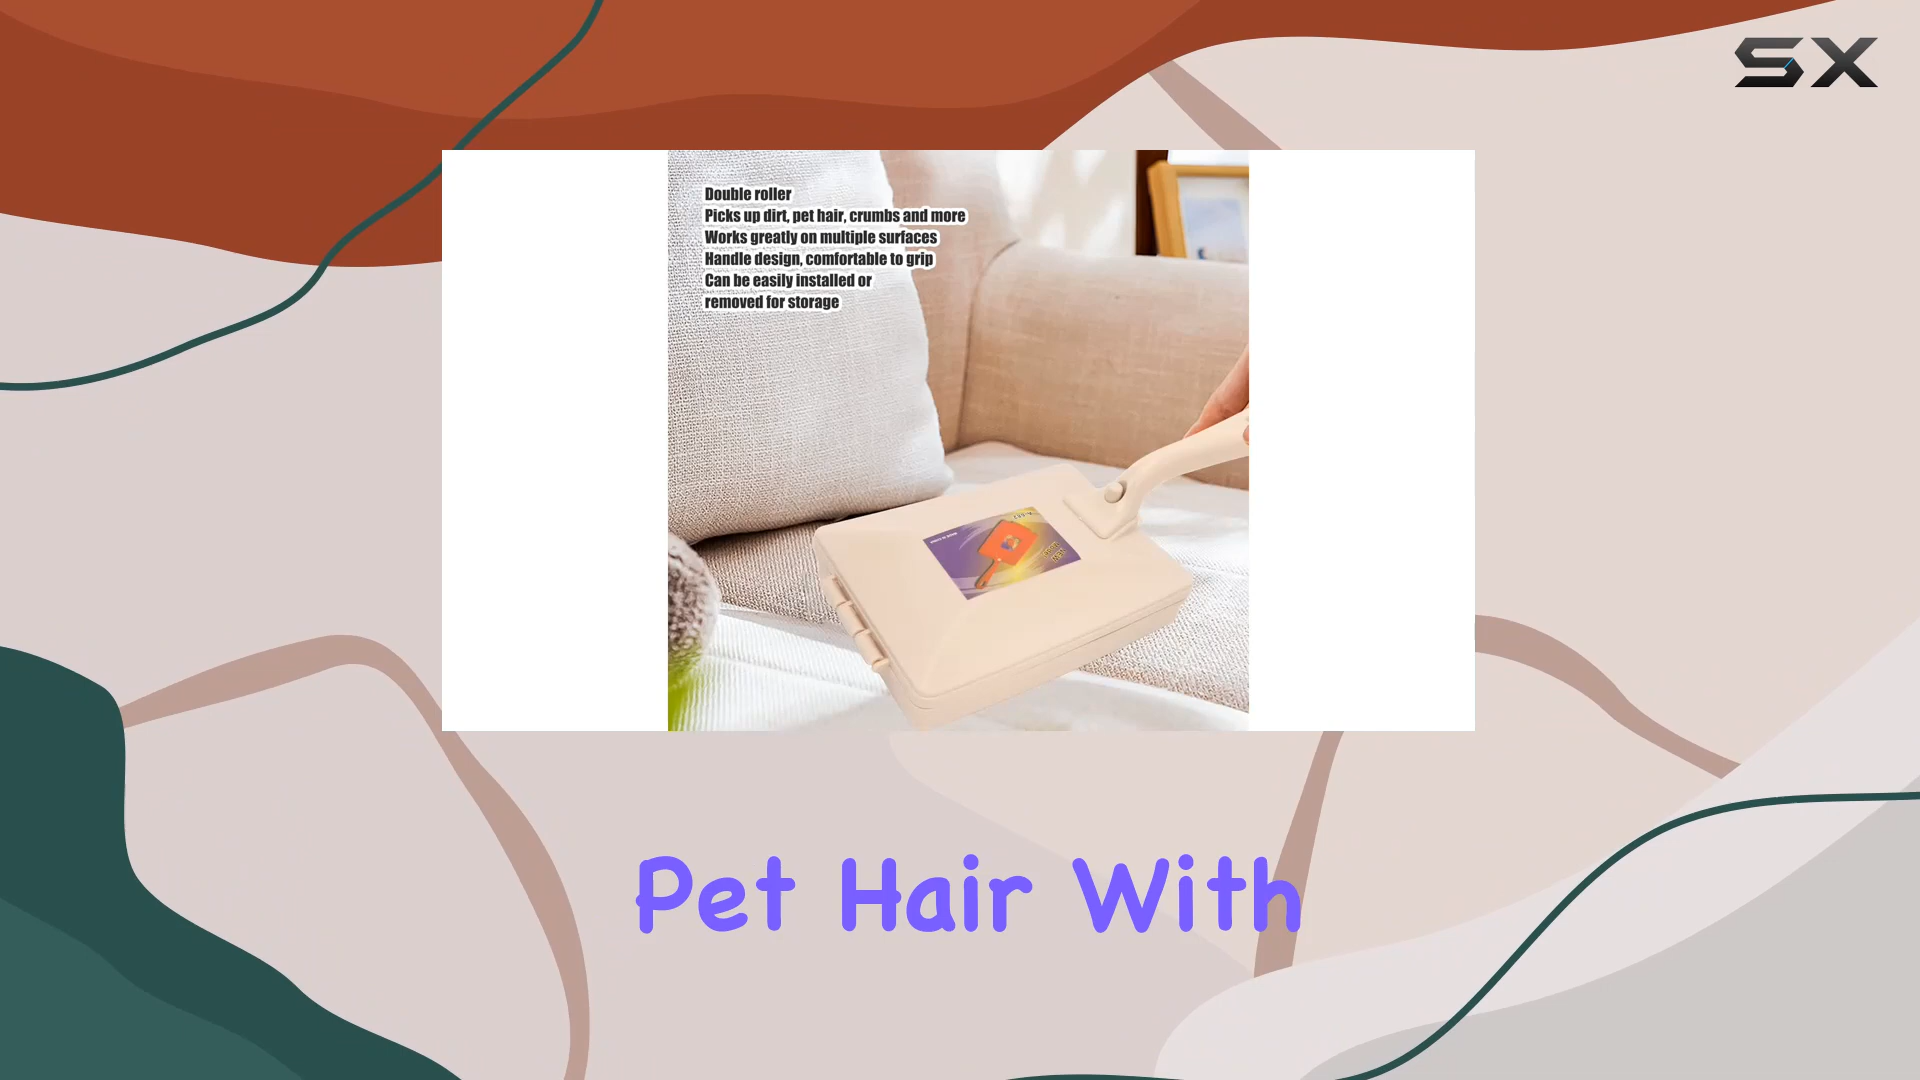 SX
Double roller
Picks up dirt, pet hair, crumbs and more
Works greatly on multiple surfaces
Handle design, comfortable to grip
Can be easily installed or
removed for storage
Pet Hair With